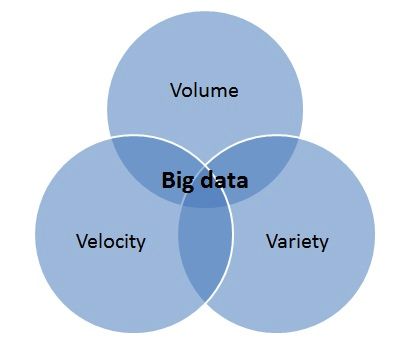 Volume
Big data
Velocity
Variety